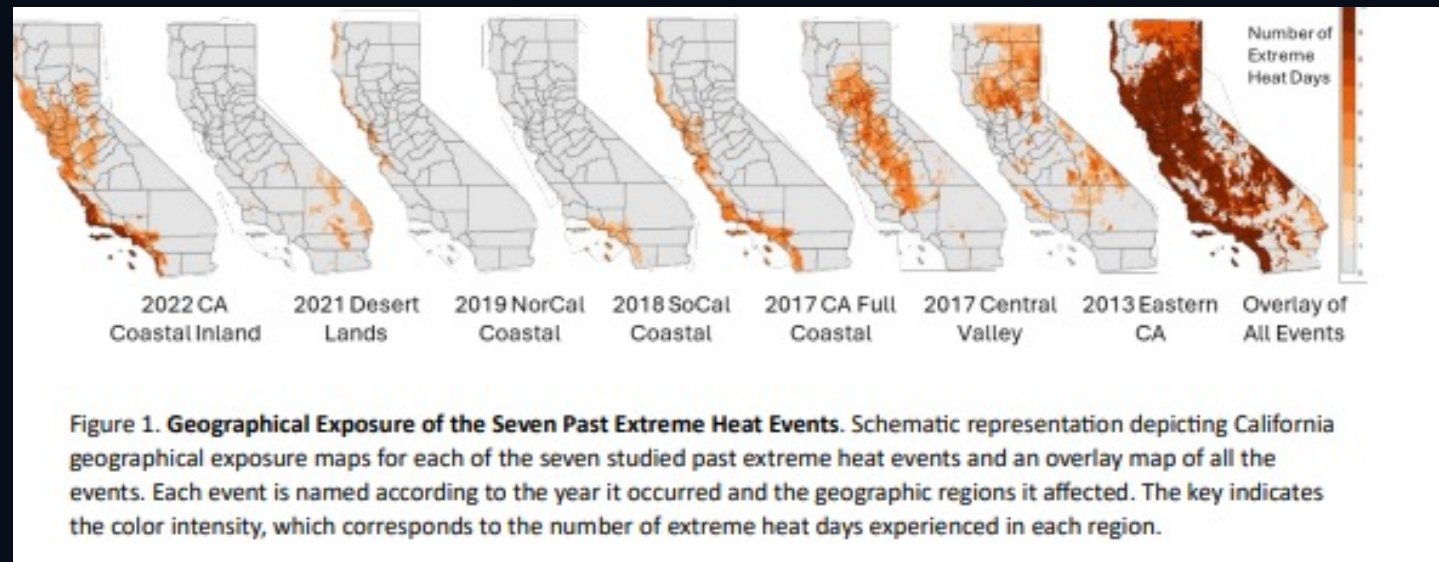 Number of
Extreme
Heat Days
2022 CA
Coastal Inland
2021 Desert
Lands
2019 NorCal
Coastal
2018 SoCal
Coastal
2017 CA Full
Coastal
2017 Central
Valley
2013 Eastern
CA
Overlay of
All Events
Figure 1. Geographical Exposure of the Seven Past Extreme Heat Events. Schematic representation depicting California
geographical exposure maps for each of the seven studied past extreme heat events and an overlay map of all the
events. Each event is named according to the year it occurred and the geographic regions it affected. The key indicates
the color intensity, which corresponds to the number of extreme heat days experienced in each region.